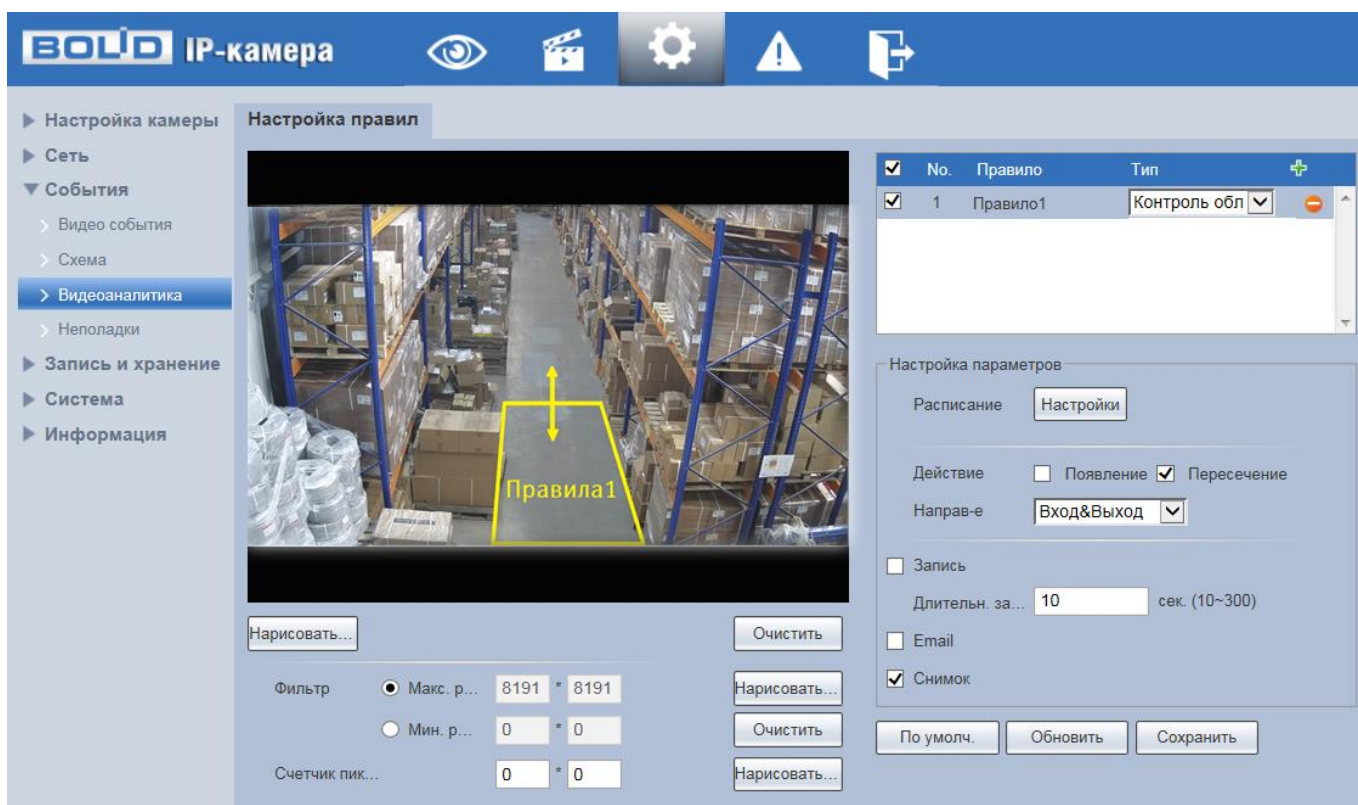 BOLID IP-камера
Настройка камеры
Сеть
События
Видео события
Схема
Видеоаналитика
Неполадки
Запись и хранение
Система
Информация
Настройка правил
Правила1
Нарисовать...
Очистить
Фильтр Макс. р... 8191 * 8191 Нарисовать...
Мин. р... 0 * 0 Очистить
Счетчик пик... 0 * 0 Нарисовать...
No. Правило Тип
1 Правило1 Контроль обл
Настройка параметров
Расписание Настройки
Действие Появление Пересечение
Направ-е Вход&Выход
Запись
Длительн. за... 10 сек. (10~300)
Email
Снимок
По умолч. Обновить Сохранить